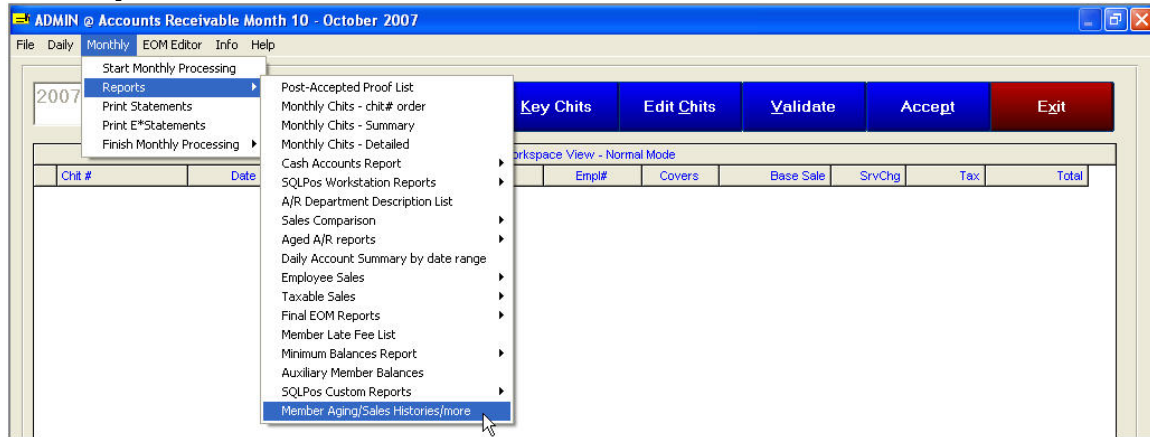 ADMIN @ Accounts Receivable Month 10 - October 2007
File Daily Monthly EOM Editor Info Help
Start Monthly Processing
Reports
Print Statements
Print E*Statements
Finish Monthly Processing
Post-Accepted Proof List
Monthly Chits - chit# order
Monthly Chits - Summary
Monthly Chits - Detailed
Cash Accounts Report
SQLPos Workstation Reports
A/R Department Description List
Sales Comparison
Aged A/R reports
Daily Account Summary by date range
Employee Sales
Taxable Sales
Final EOM Reports
Member Late Fee List
Minimum Balances Report
Auxiliary Member Balances
SQLPos Custom Reports
Member Aging/Sales Histories/more
2007
Key Chits Edit Chits Validate Accept Exit
orkspace View - Normal Mode
Chit # Date Empl# Covers Base Sale SrvChg Tax Total